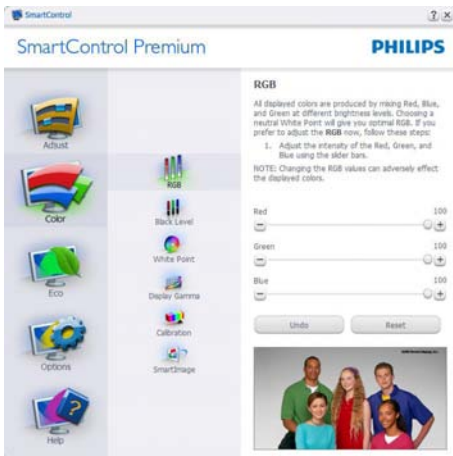 SmartControl
SmartControl Premium
PHILIPS
Adjust
Color
Eco
Options
Help
RGB
Black Level
White Point
Display Gamma
Calibration
SmartImage
RGB
All displayed colors are produced by mixing Red, Blue,
and Green at different brightness levels. Choosing a
neutral White Point will give you optimal RGB. If you
prefer to adjust the RGB now, follow these steps:
1. Adjust the intensity of the Red, Green, and
Blue using the slider bars.
NOTE: Changing the RGB values can adversely effect
the displayed colors.
Red 100
Green 100
Blue 100
Undo Reset